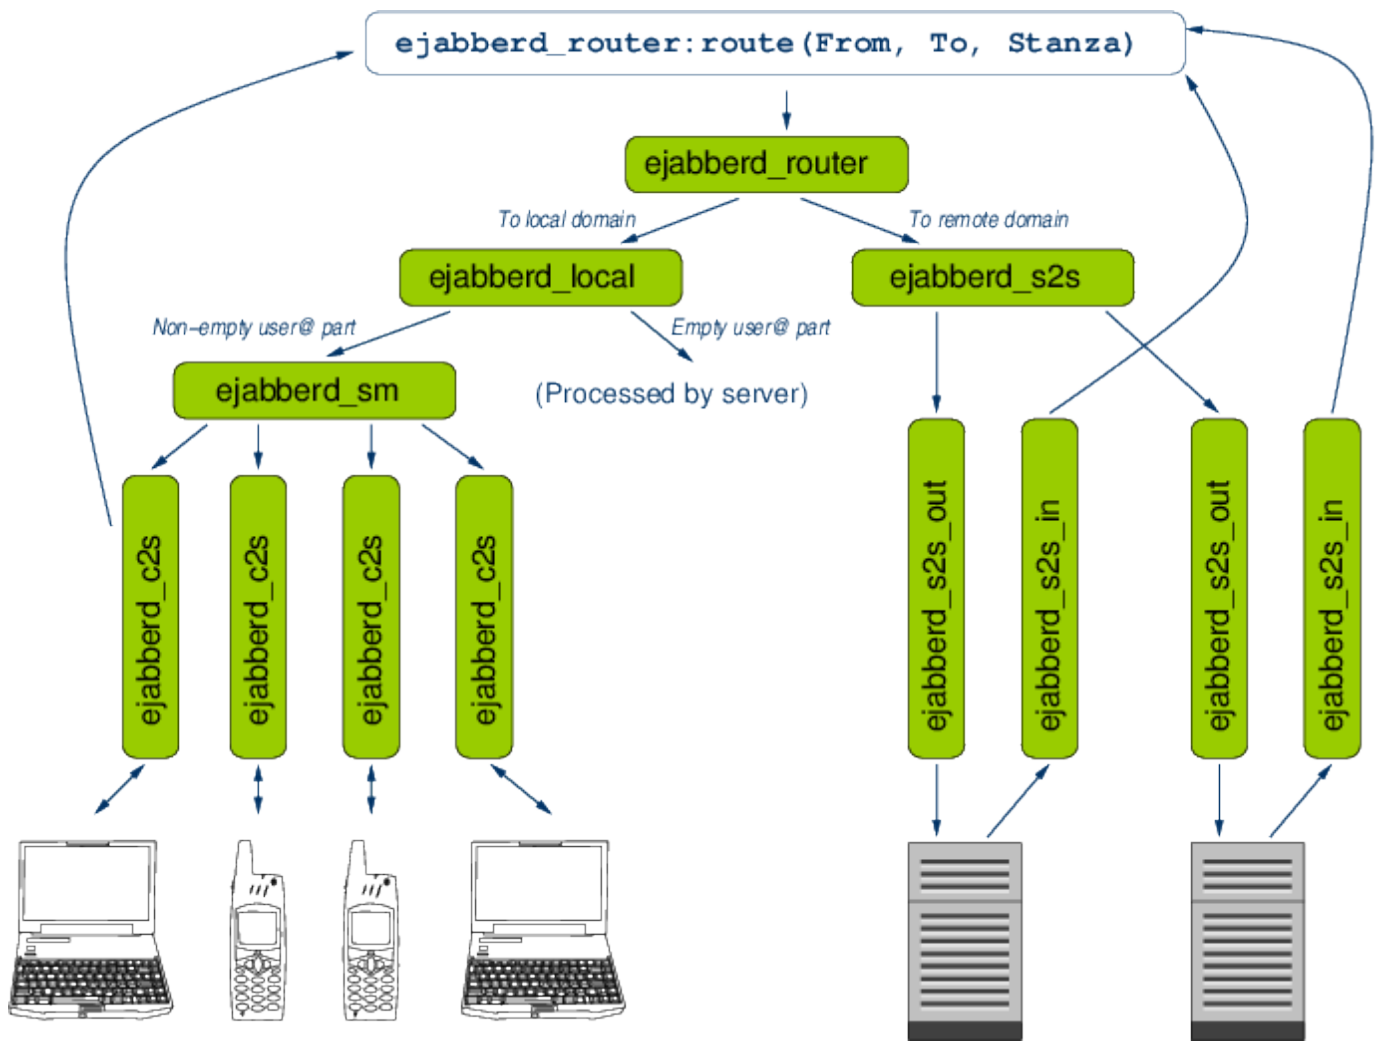 ejabberd_router:route(From, To, Stanza)
ejabberd_router
To local domain
To remote domain
ejabberd_local
ejabberd_s2s
Non-empty user@ part
Empty user@ part
ejabberd_sm
(Processed by server)
ejabberd_c2s
ejabberd_c2s
ejabberd_c2s
ejabberd_c2s
ejabberd_s2s_out
ejabberd_s2s_in
ejabberd_s2s_out
ejabberd_s2s_in